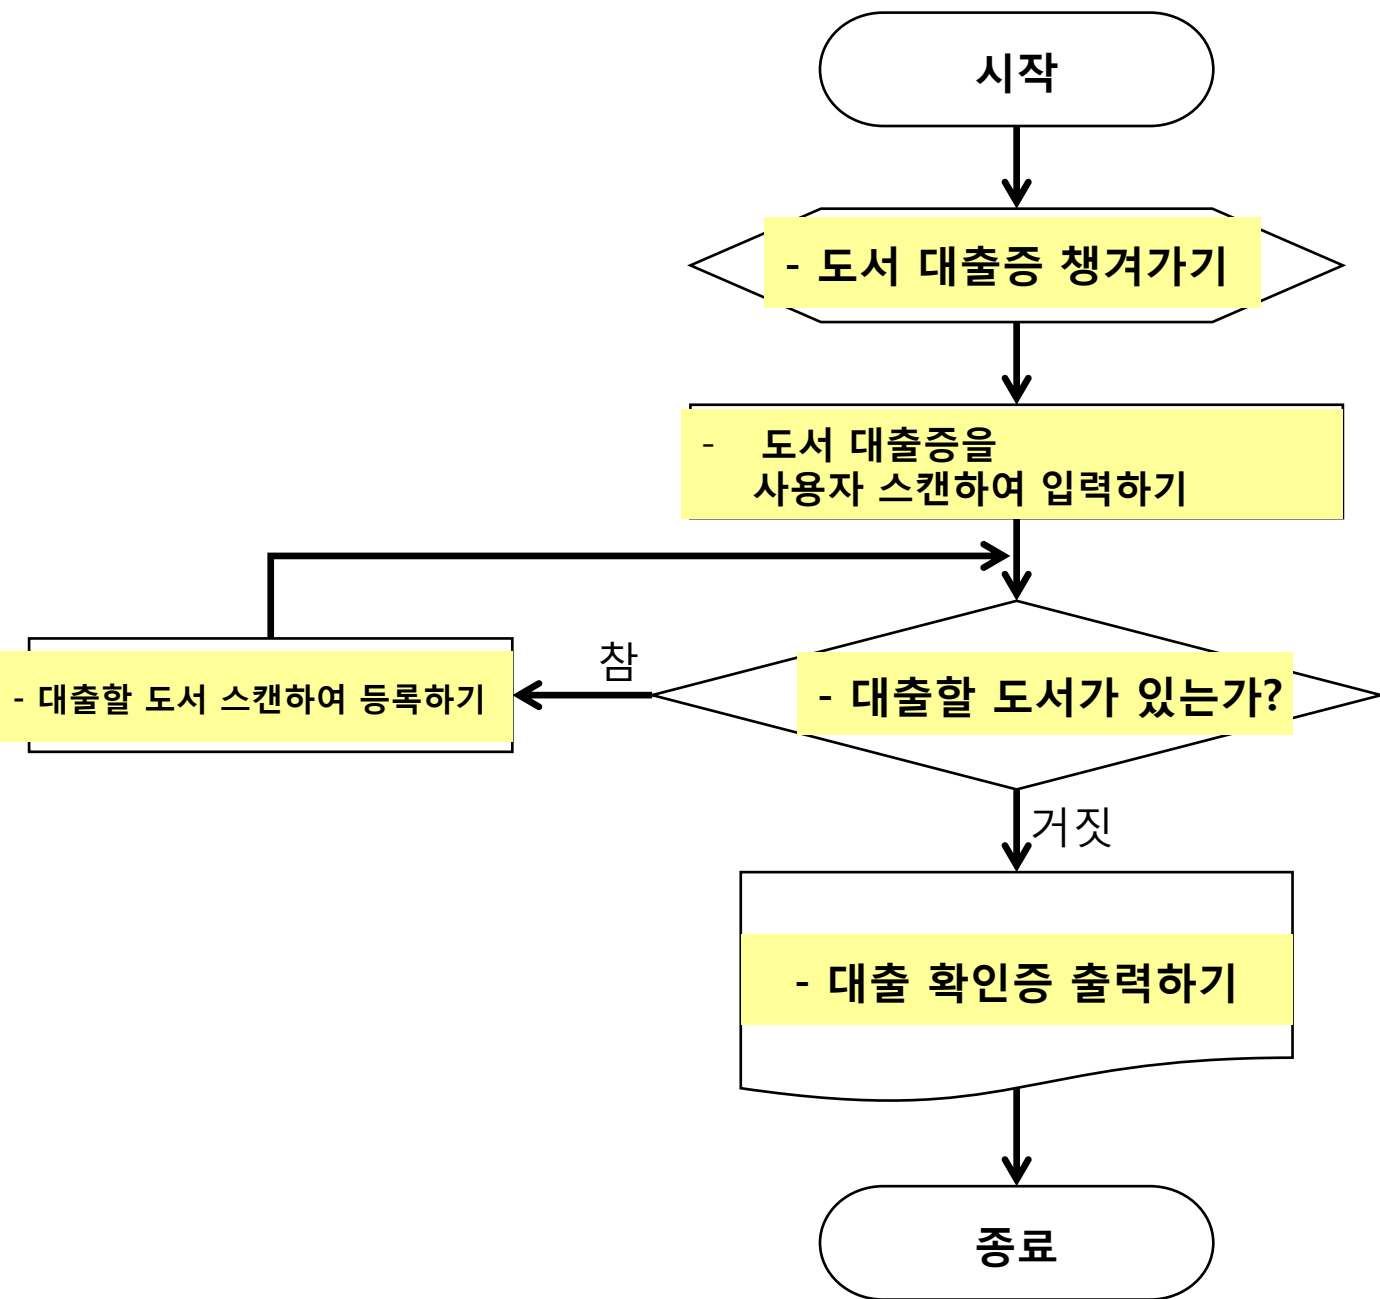 시작
- 도서 대출증 챙겨가기
- 도서 대출증을
사용자 스캔하여 입력하기
참
- 대출할 도서 스캔하여 등록하기
- 대출할 도서가 있는가?
거짓
- 대출 확인증 출력하기
종료